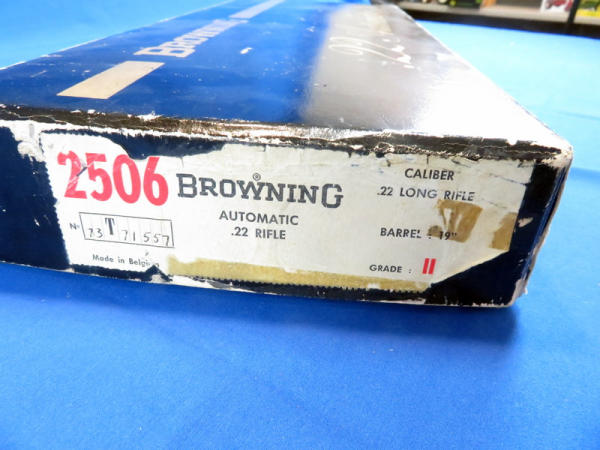 BROWNING
2506 BROWNING®
AUTOMATIC
.22 RIFLE
Nº 73 T 71557
Made in Belgium
CALIBER
.22 LONG RIFLE
BARREL : 19"
GRADE : II